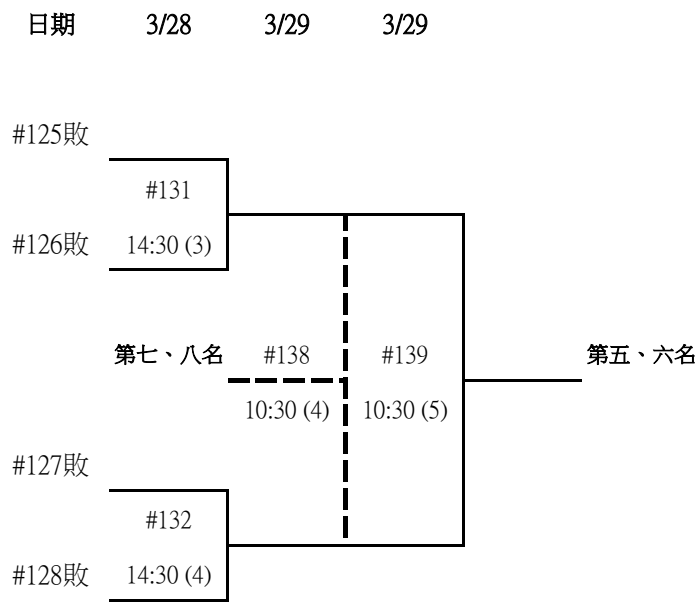 日期 3/28 3/29 3/29
#125敗
#131
#126敗 14:30 (3)
第七、八名 #138 #139 第五、六名
10:30 (4) 10:30 (5)
#127敗
#132
#128敗 14:30 (4)